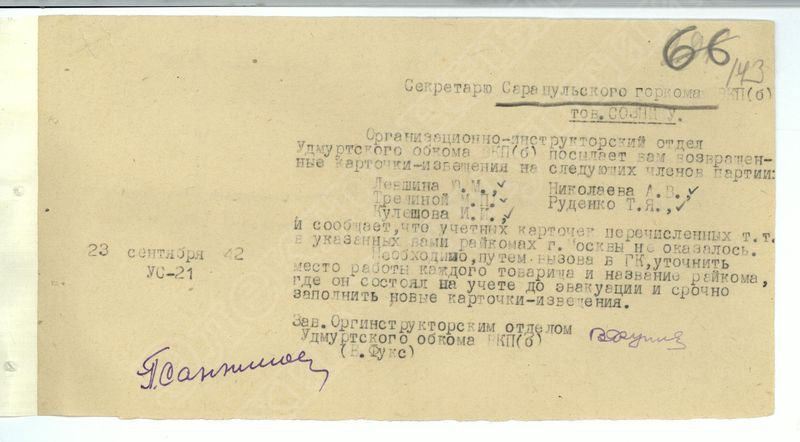 66
143
Секретарю Сарапульского горкома ВКП(б)
тов.
Организационно-инструкторский отдел
Удмуртского обкома ВКП(б) посылает вам возвращен-
ные карточки-извещения на следующих членов партии:
Левшина М., Николаева А.В.,
М.П. Руденко Т.Я.,
Кулешова И.И.,
и сообщает, что учетных карточек перечисленных т.т.
в указанных вами райкомах г. Москвы не оказалось.
Необходимо, путем вызова в ГК, уточнить
место работы каждого товарища и название райкома,
где он состоял на учете до эвакуации и срочно
заполнить новые карточки-извещения.
23 сентября 42
УС-21
Зав. Оргинструкторским отделом
Удмуртского обкома ВКП(б)
(В.Фукс)